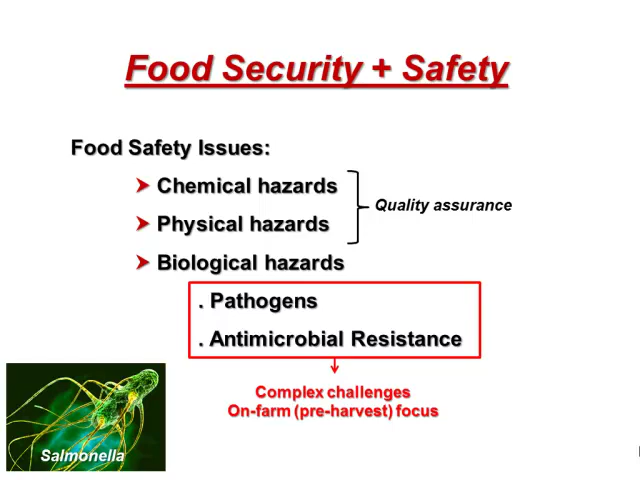 Food Security + Safety
Food Safety Issues:
Chemical hazards
Physical hazards
Quality assurance
Biological hazards
. Pathogens
. Antimicrobial Resistance
Complex challenges
On-farm (pre-harvest) focus
Salmonella